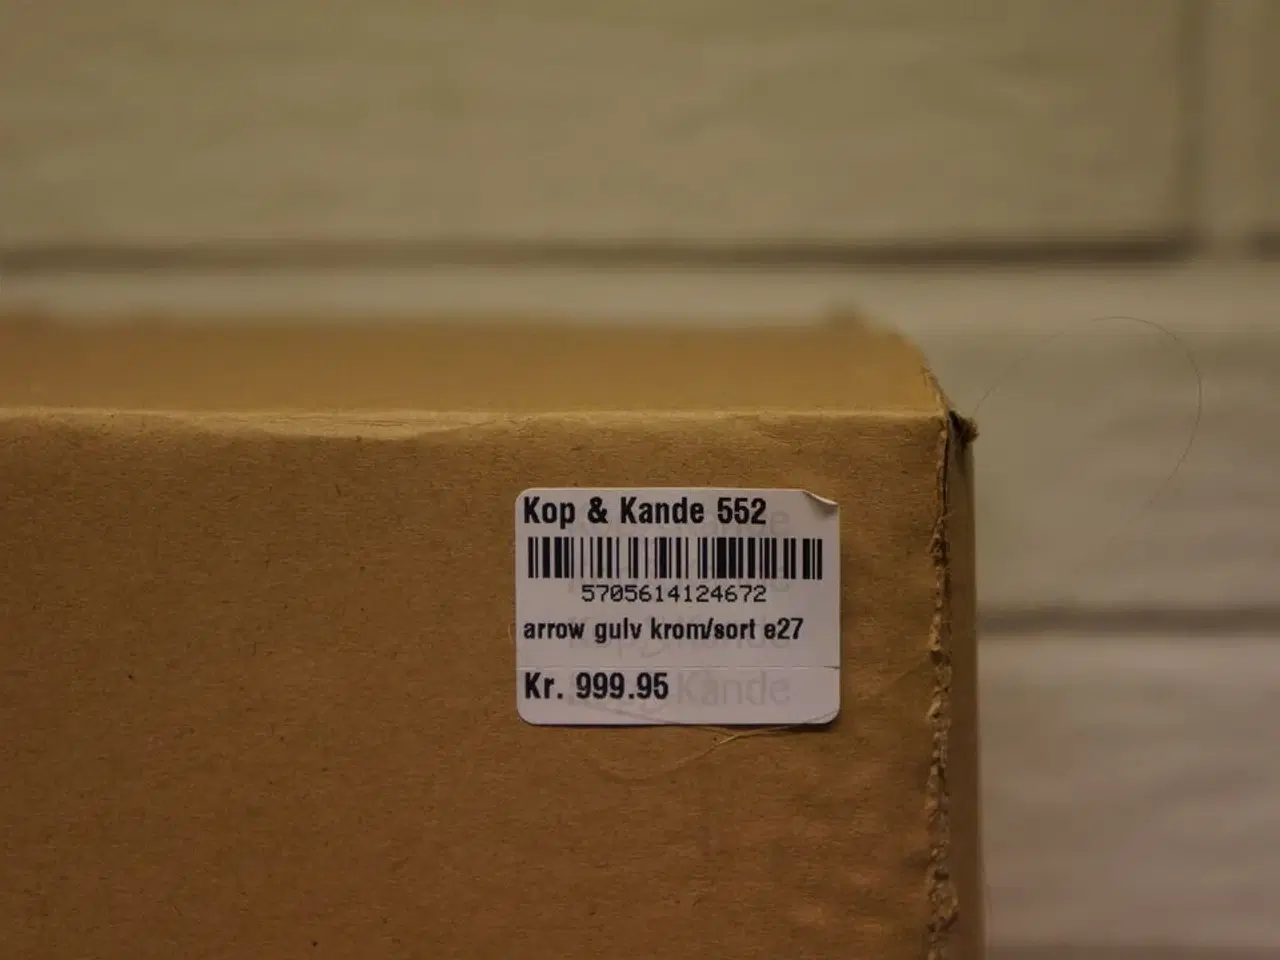 Kop & Kande 552
5705614124672
arrow gulv krom/sort e27
Kr. 999.95